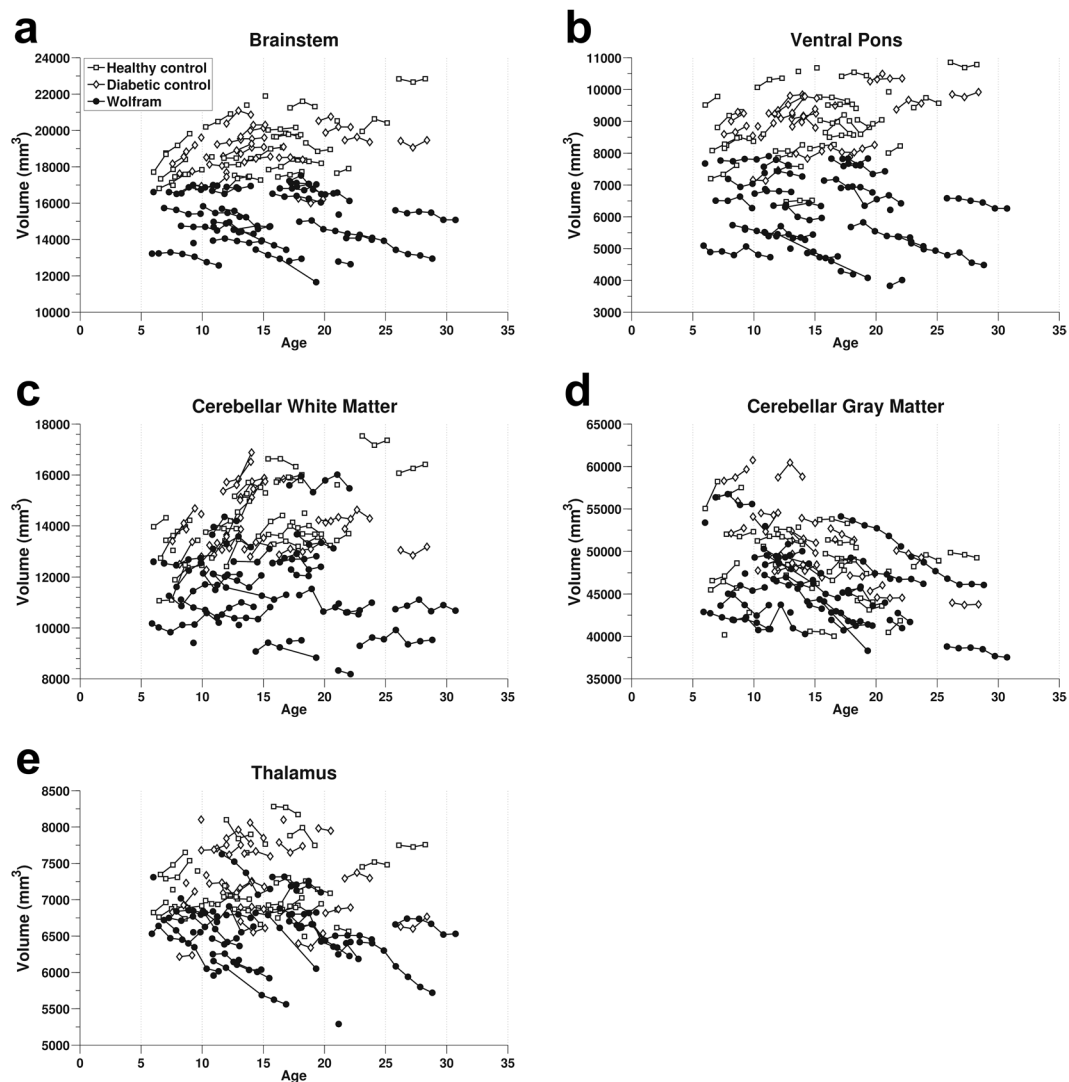 a
Brainstem
24000
22000
20000
18000
16000
14000
12000
10000
Volume (mm³)
Healthy control
Diabetic control
Wolfram
0 5 10 15 20 25 30 35
Age
b
Ventral Pons
11000
10000
9000
8000
7000
6000
5000
4000
3000
Volume (mm³)
0 5 10 15 20 25 30 35
Age
c
Cerebellar White Matter
18000
16000
14000
12000
10000
8000
Volume (mm³)
0 5 10 15 20 25 30 35
Age
d
Cerebellar Gray Matter
65000
60000
55000
50000
45000
40000
35000
Volume (mm³)
0 5 10 15 20 25 30 35
Age
e
Thalamus
8500
8000
7500
7000
6500
6000
5500
5000
Volume (mm³)
0 5 10 15 20 25 30 35
Age